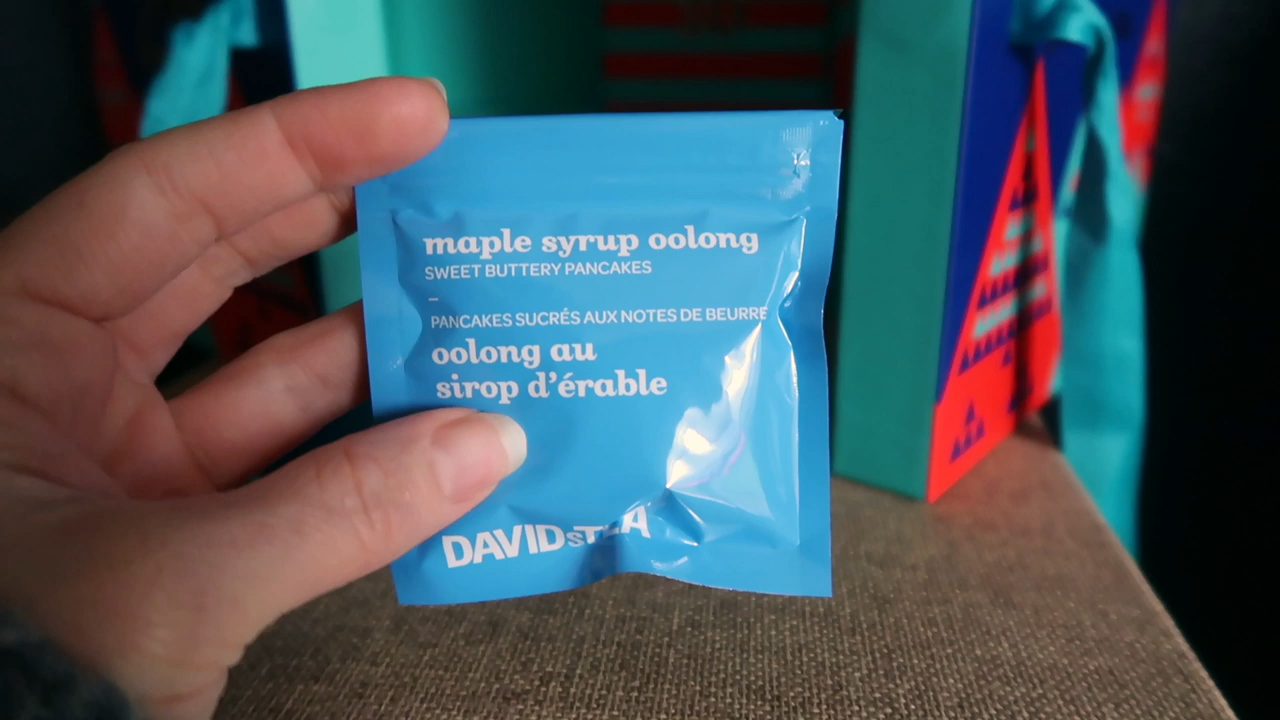 maple syrup oolong
SWEET BUTTERY PANCAKES
–
PANCAKES SUCRÉS AUX NOTES DE BEURRE
oolong au
sirop d'érable
DAVIDsTEA